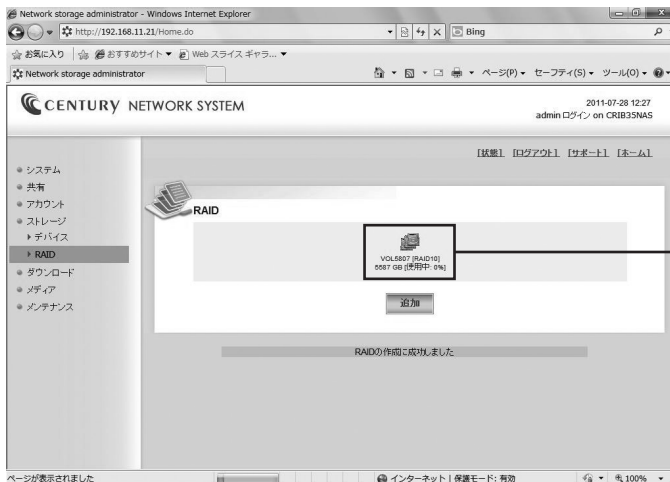 Network storage administrator - Windows Internet Explorer
http://192.168.11.21/Home.do
Bing
お気に入り
おすすめサイト
Web スライス ギャラ...
Network storage administrator
ページ(P)
セーフティ(S)
ツール(O)
CENTURY NETWORK SYSTEM
2011-07-28 12:27
admin ログイン on CRIB35NAS
[状態] [ログアウト] [サポート] [ホーム]
システム
共有
アカウント
ストレージ
デバイス
RAID
ダウンロード
メディア
メンテナンス
RAID
VOL5807 [RAID10]
5587 GB [使用中: 0%]
追加
RAIDの作成に成功しました
ページが表示されました
インターネット | 保護モード: 有効
100%